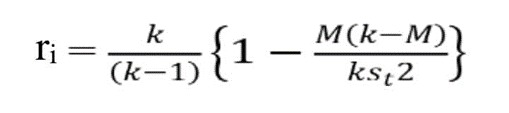 rᵢ = k/(k−1) {1 − M(k−M)/ksₜ2}